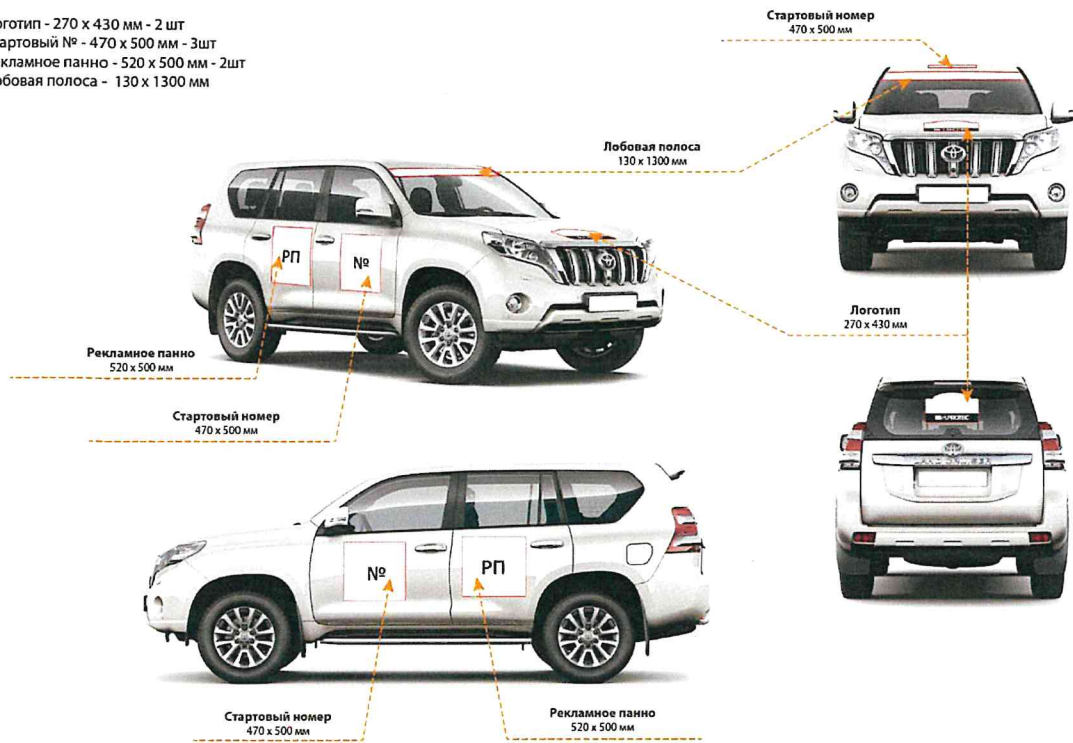 оготип - 270 x 430 мм - 2 шт
артовый № - 470 x 500 мм - 3шт
кламное панно - 520 x 500 мм - 2шт
бовая полоса - 130 x 1300 мм
Стартовый номер
470 x 500 мм
Лобовая полоса
130 x 1300 мм
РП
№
Логотип
270 x 430 мм
Рекламное панно
520 x 500 мм
Стартовый номер
470 x 500 мм
LAND CRUISER
№
РП
Стартовый номер
470 x 500 мм
Рекламное панно
520 x 500 мм